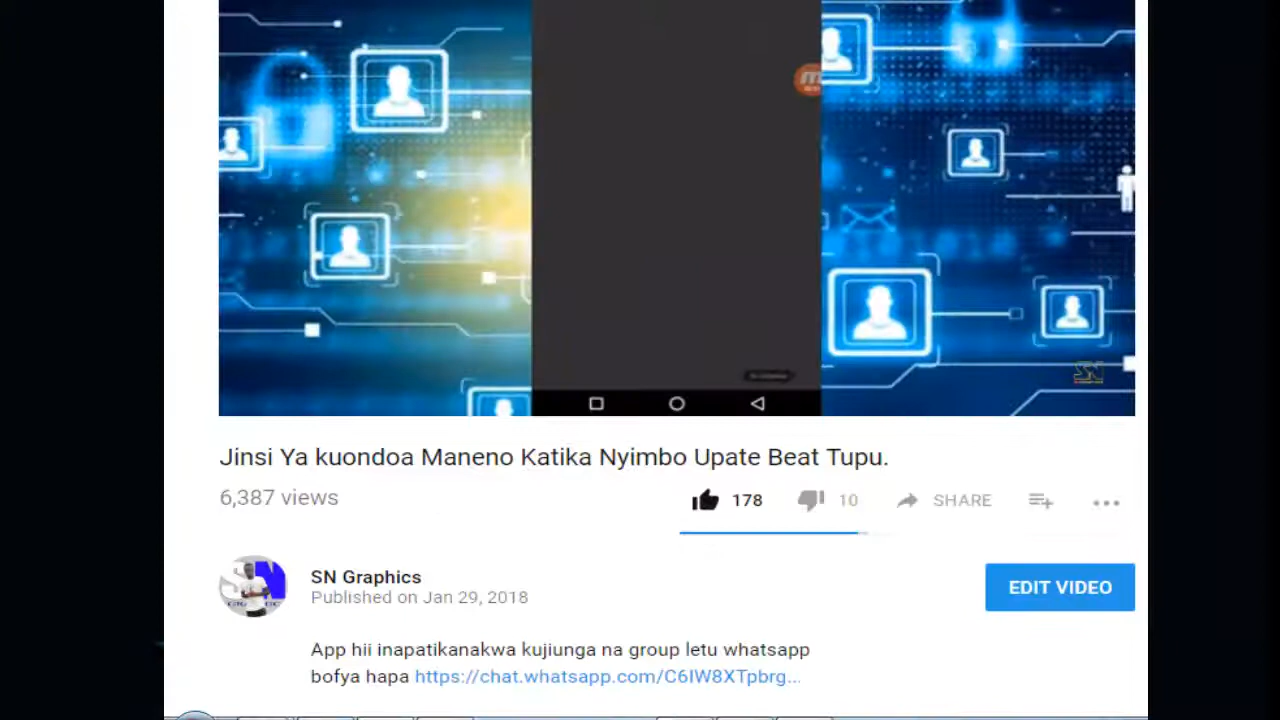 SN
Jinsi Ya kuondoa Maneno Katika Nyimbo Upate Beat Tupu.
6,387 views
178
10
SHARE
SN Graphics
Published on Jan 29, 2018
EDIT VIDEO
App hii inapatikanakwa kujiunga na group letu whatsapp
bofya hapa https://chat.whatsapp.com/C6IW8XTpbrg...